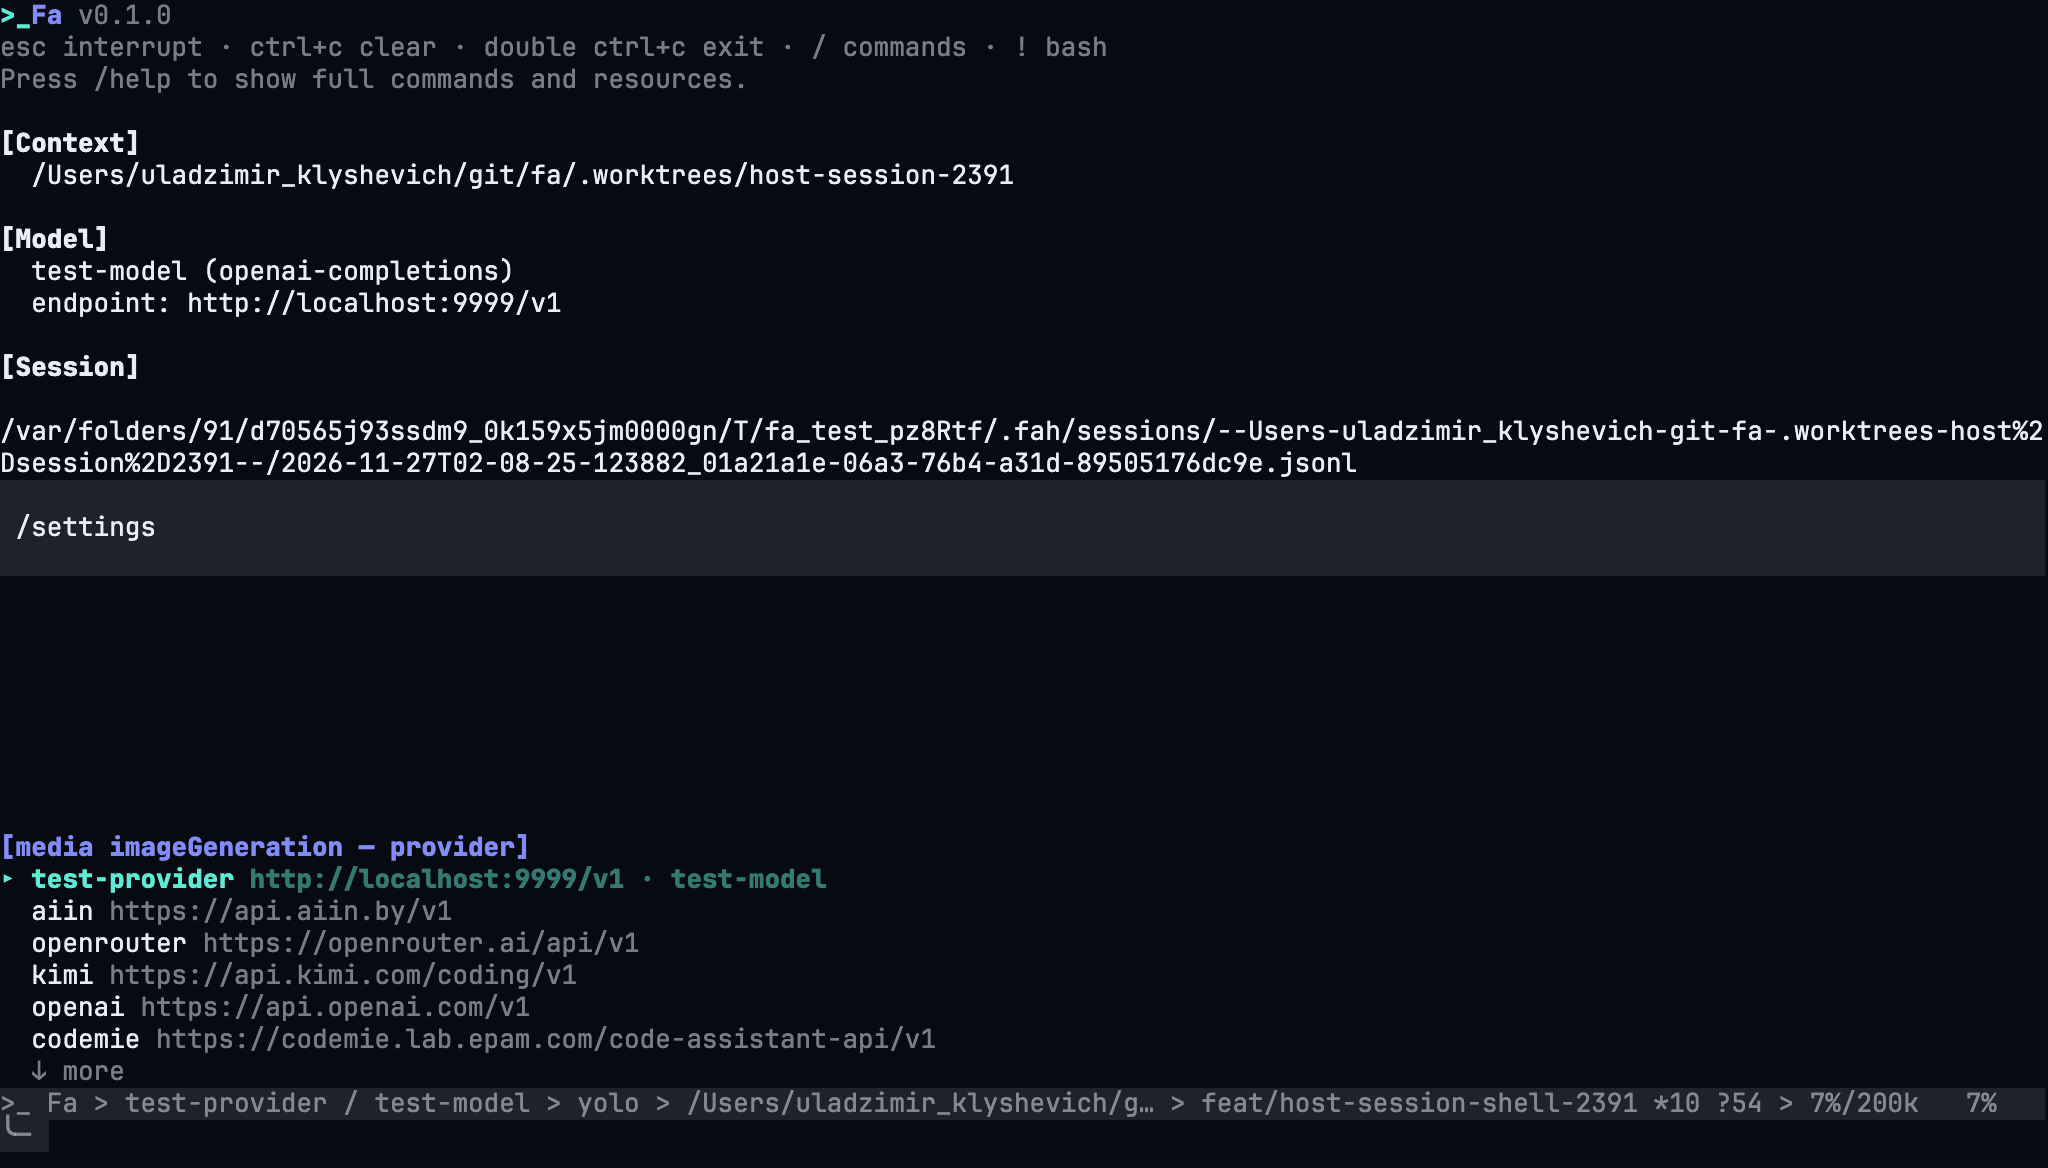 >_Fa v0.1.0
esc interrupt · ctrl+c clear · double ctrl+c exit · / commands · ! bash
Press /help to show full commands and resources.
[Context]
/Users/uladzimir_klyshevich/git/fa/.worktrees/host-session-2391
[Model]
test-model (openai-completions)
endpoint: http://localhost:9999/v1
[Session]
/var/folders/91/d70565j93ssdm9_0k159x5jm0000gn/T/fa_test_pz8Rtf/.fah/sessions/--Users-uladzimir_klyshevich-git-fa-.worktrees-host%2
Dsession%2D2391--/2026-11-27T02-08-25-123882_01a21a1e-06a3-76b4-a31d-89505176dc9e.jsonl
/settings
[media imageGeneration — provider]
▸ test-provider http://localhost:9999/v1 · test-model
aiin https://api.aiin.by/v1
openrouter https://openrouter.ai/api/v1
kimi https://api.kimi.com/coding/v1
openai https://api.openai.com/v1
codemie https://codemie.lab.epam.com/code-assistant-api/v1
↓ more
>_ Fa > test-provider / test-model > yolo > /Users/uladzimir_klyshevich/g… > feat/host-session-shell-2391 *10 ?54 > 7%/200k 7%